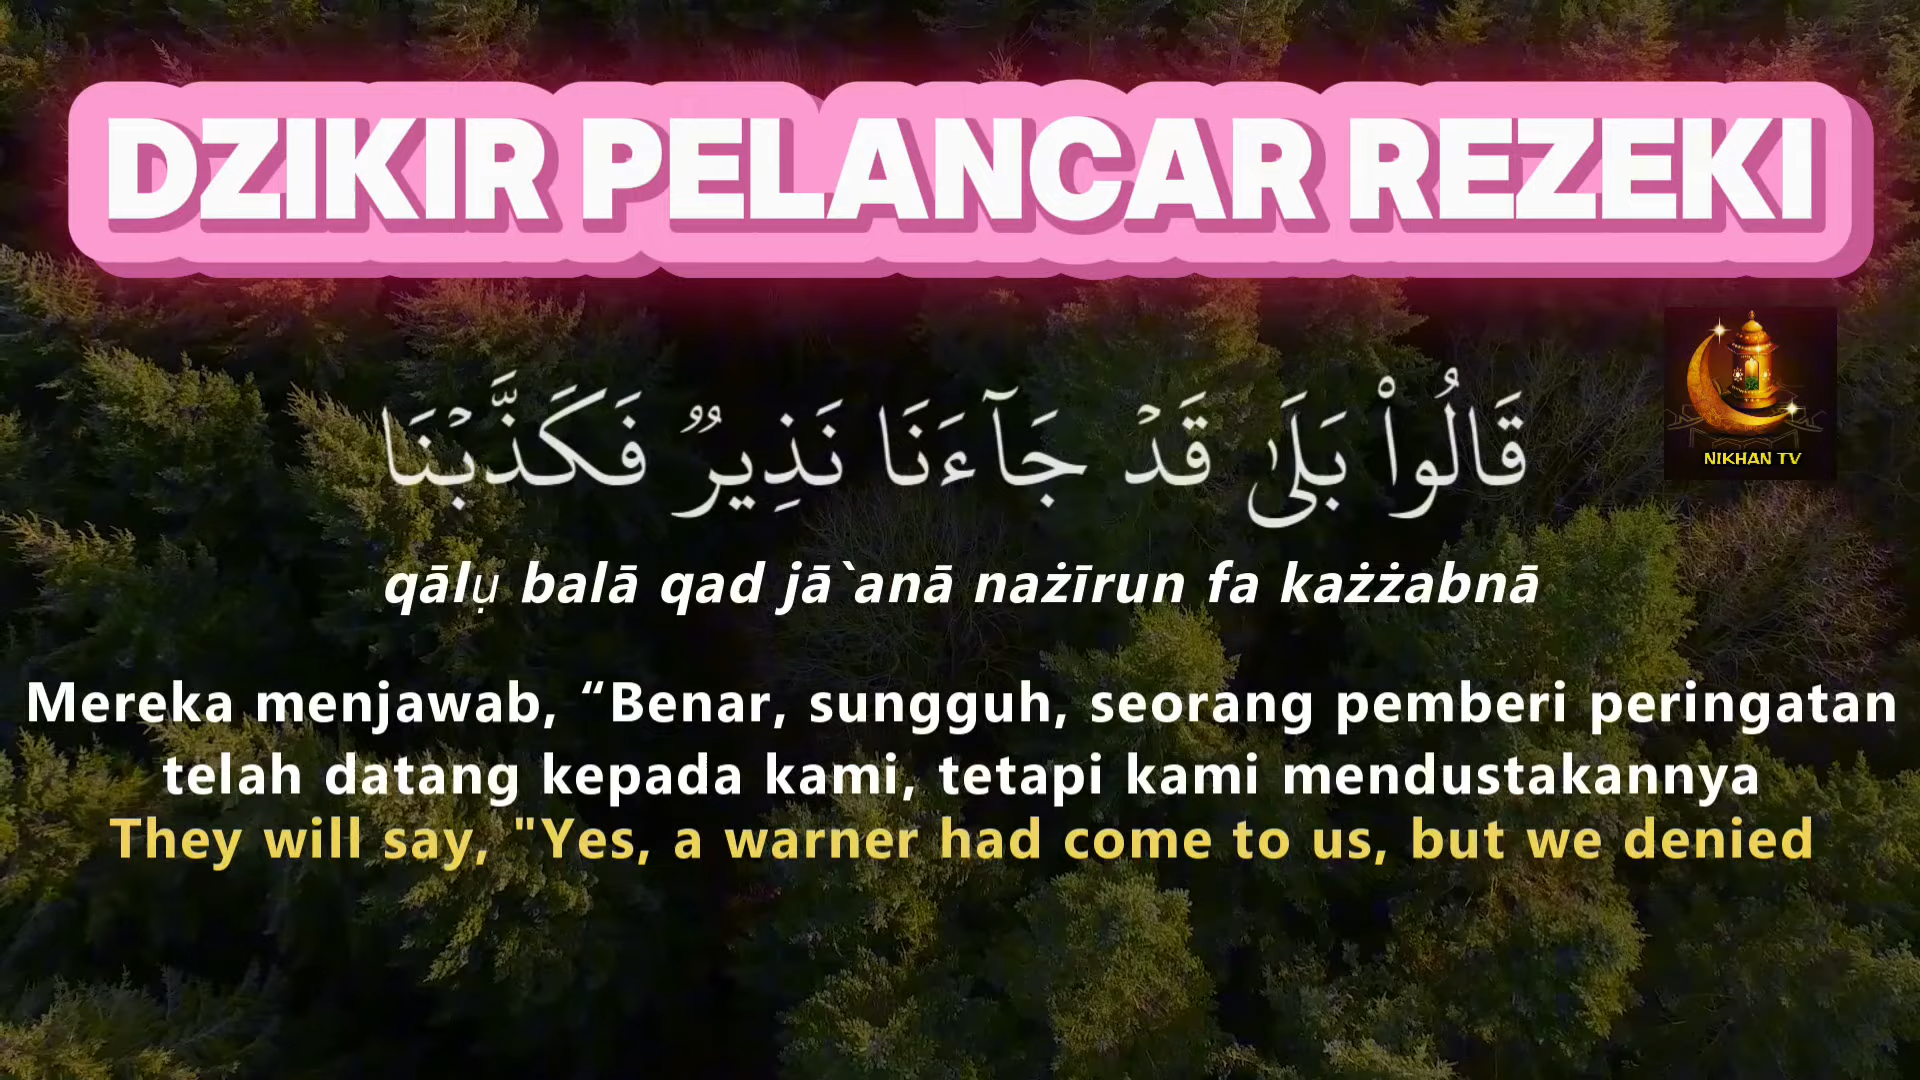 DZIKIR PELANCAR REZEKI
قَالُوا۟ بَلَىٰ قَدْ جَآءَنَا نَذِيرٌ فَكَذَّبْنَا
NIKHAN TV
qālụ balā qad jā`anā nażīrun fa każżabnā
Mereka menjawab, “Benar, sungguh, seorang pemberi peringatan
telah datang kepada kami, tetapi kami mendustakannya
They will say, "Yes, a warner had come to us, but we denied